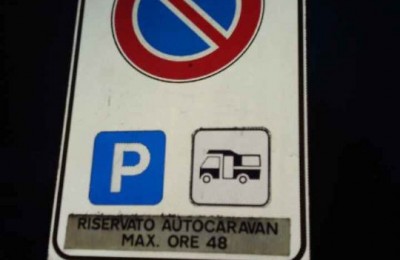 P
RISERVATO AUTOCARAVAN
MAX. ORE 48